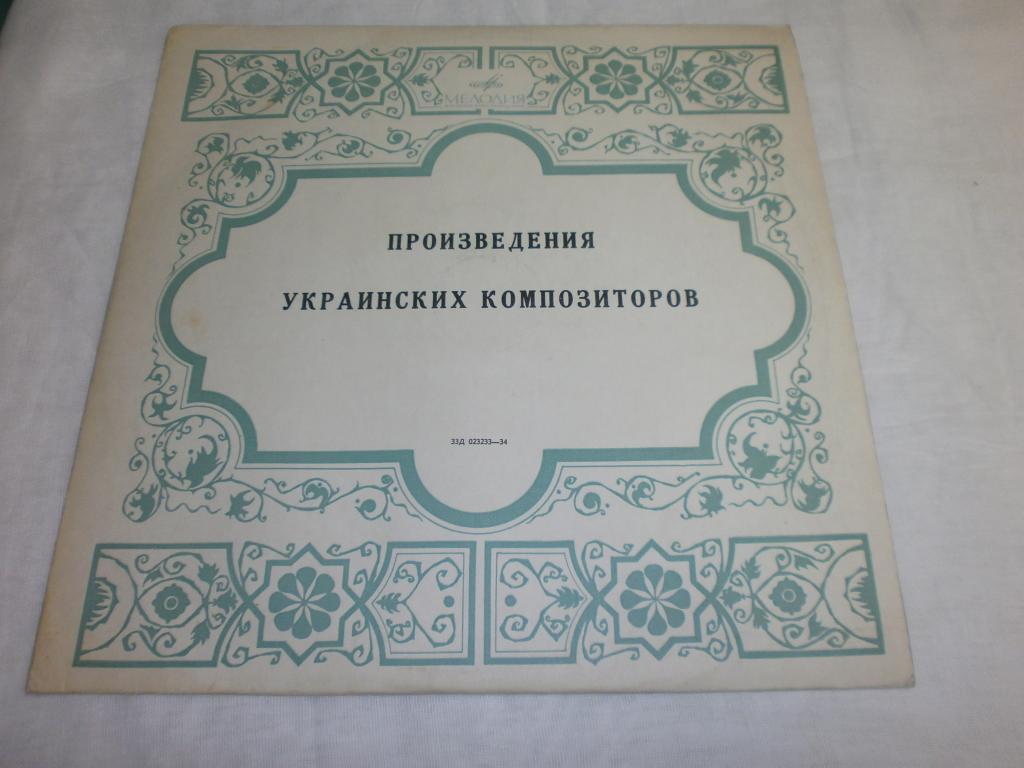 МЕЛОДИЯ
ПРОИЗВЕДЕНИЯ
УКРАИНСКИХ КОМПОЗИТОРОВ
33Д 023233—34